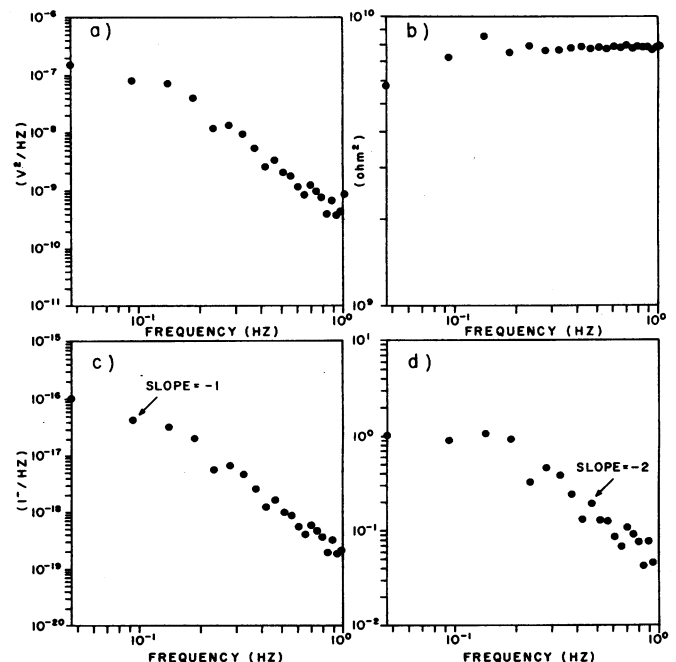 a)
(V²/HZ)
10⁻⁶
10⁻⁷
10⁻⁸
10⁻⁹
10⁻¹⁰
10⁻¹¹
10⁻¹
10⁰
FREQUENCY (HZ)
b)
(ohm²)
10¹⁰
10⁹
10⁻¹
10⁰
FREQUENCY (HZ)
c)
SLOPE = -1
(I⁻/HZ)
10⁻¹⁵
10⁻¹⁶
10⁻¹⁷
10⁻¹⁸
10⁻¹⁹
10⁻²⁰
10⁻¹
10⁰
FREQUENCY (HZ)
d)
SLOPE=-2
10¹
10⁰
10⁻¹
10⁻²
10⁻¹
10⁰
FREQUENCY (HZ)